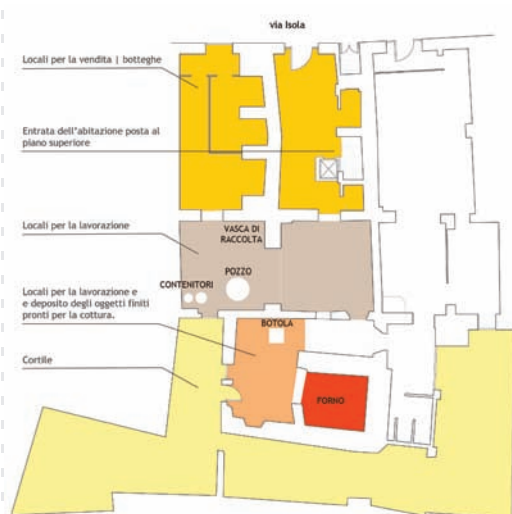 via Isola
Locali per la vendita | botteghe
Entrata dell'abitazione posta al
piano superiore
Locali per la lavorazione
VASCA DI
RACCOLTA
POZZO
CONTENITORI
Locali per la lavorazione e
e deposito degli oggetti finiti
pronti per la cottura.
BOTOLA
Cortile
FORNO